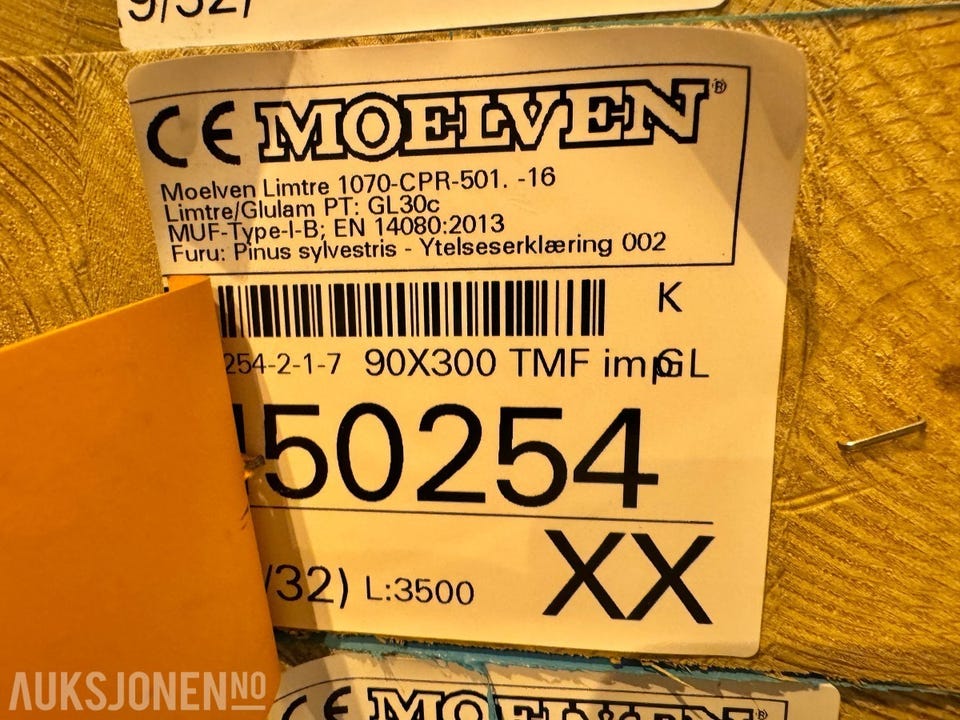 9/32)
CE MOELVEN®
Moelven Limtre 1070-CPR-501. -16
Limtre/Glulam PT: GL30c
MUF-Type-I-B; EN 14080:2013
Furu: Pinus sylvestris - Ytelseserklæring 002
K
254-2-1-7 90X300 TMF imp GL
50254
/32) L:3500 XX
AUKSJONEN NO
CE MOELVEN